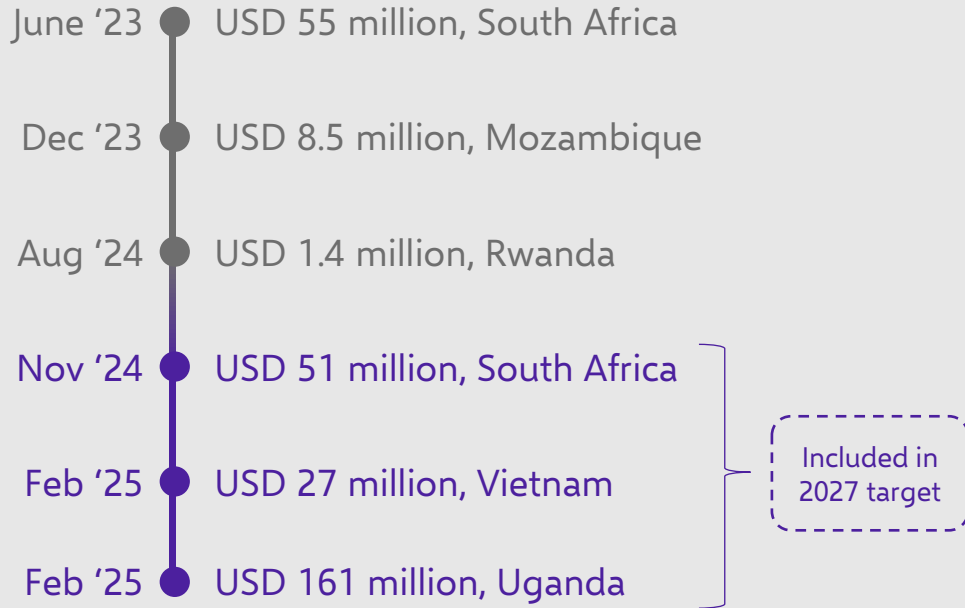 June ‘23 USD 55 million, South Africa
Dec ‘23 USD 8.5 million, Mozambique
Aug ‘24 USD 1.4 million, Rwanda
Nov ‘24 USD 51 million, South Africa
Feb ‘25 USD 27 million, Vietnam
Feb ‘25 USD 161 million, Uganda
Included in
2027 target